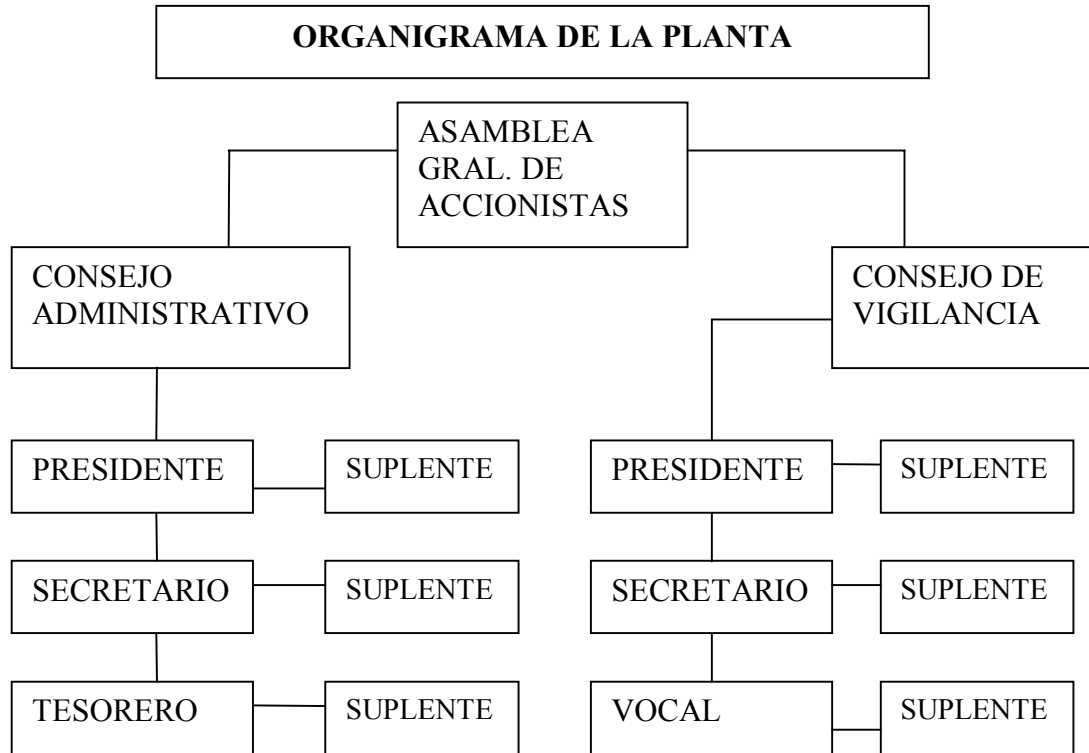 ORGANIGRAMA DE LA PLANTA
ASAMBLEA
GRAL. DE
ACCIONISTAS
CONSEJO
ADMINISTRATIVO
CONSEJO DE
VIGILANCIA
PRESIDENTE
SUPLENTE
PRESIDENTE
SUPLENTE
SECRETARIO
SUPLENTE
SECRETARIO
SUPLENTE
TESORERO
SUPLENTE
VOCAL
SUPLENTE